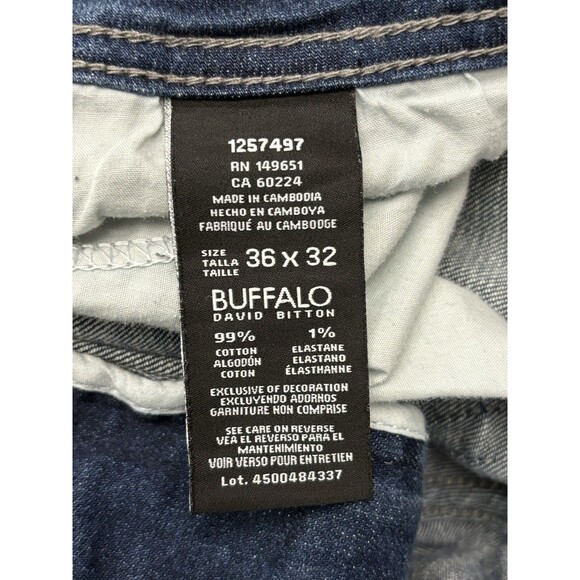 1257497
RN 149651
CA 60224
MADE IN CAMBODIA
HECHO EN CAMBOYA
FABRIQUÉ AU CAMBODGE
SIZE
TALLA 36 x 32
TAILLE
BUFFALO
DAVID BITTON
99% 1%
COTTON ELASTANE
ALGODÓN ELASTANO
COTON ÉLASTHANNE
EXCLUSIVE OF DECORATION
EXCLUYENDO ADORNOS
GARNITURE NON COMPRISE
SEE CARE ON REVERSE
VEA EL REVERSO PARA EL
MANTENIMIENTO
VOIR VERSO POUR ENTRETIEN
Lot. 4500484337